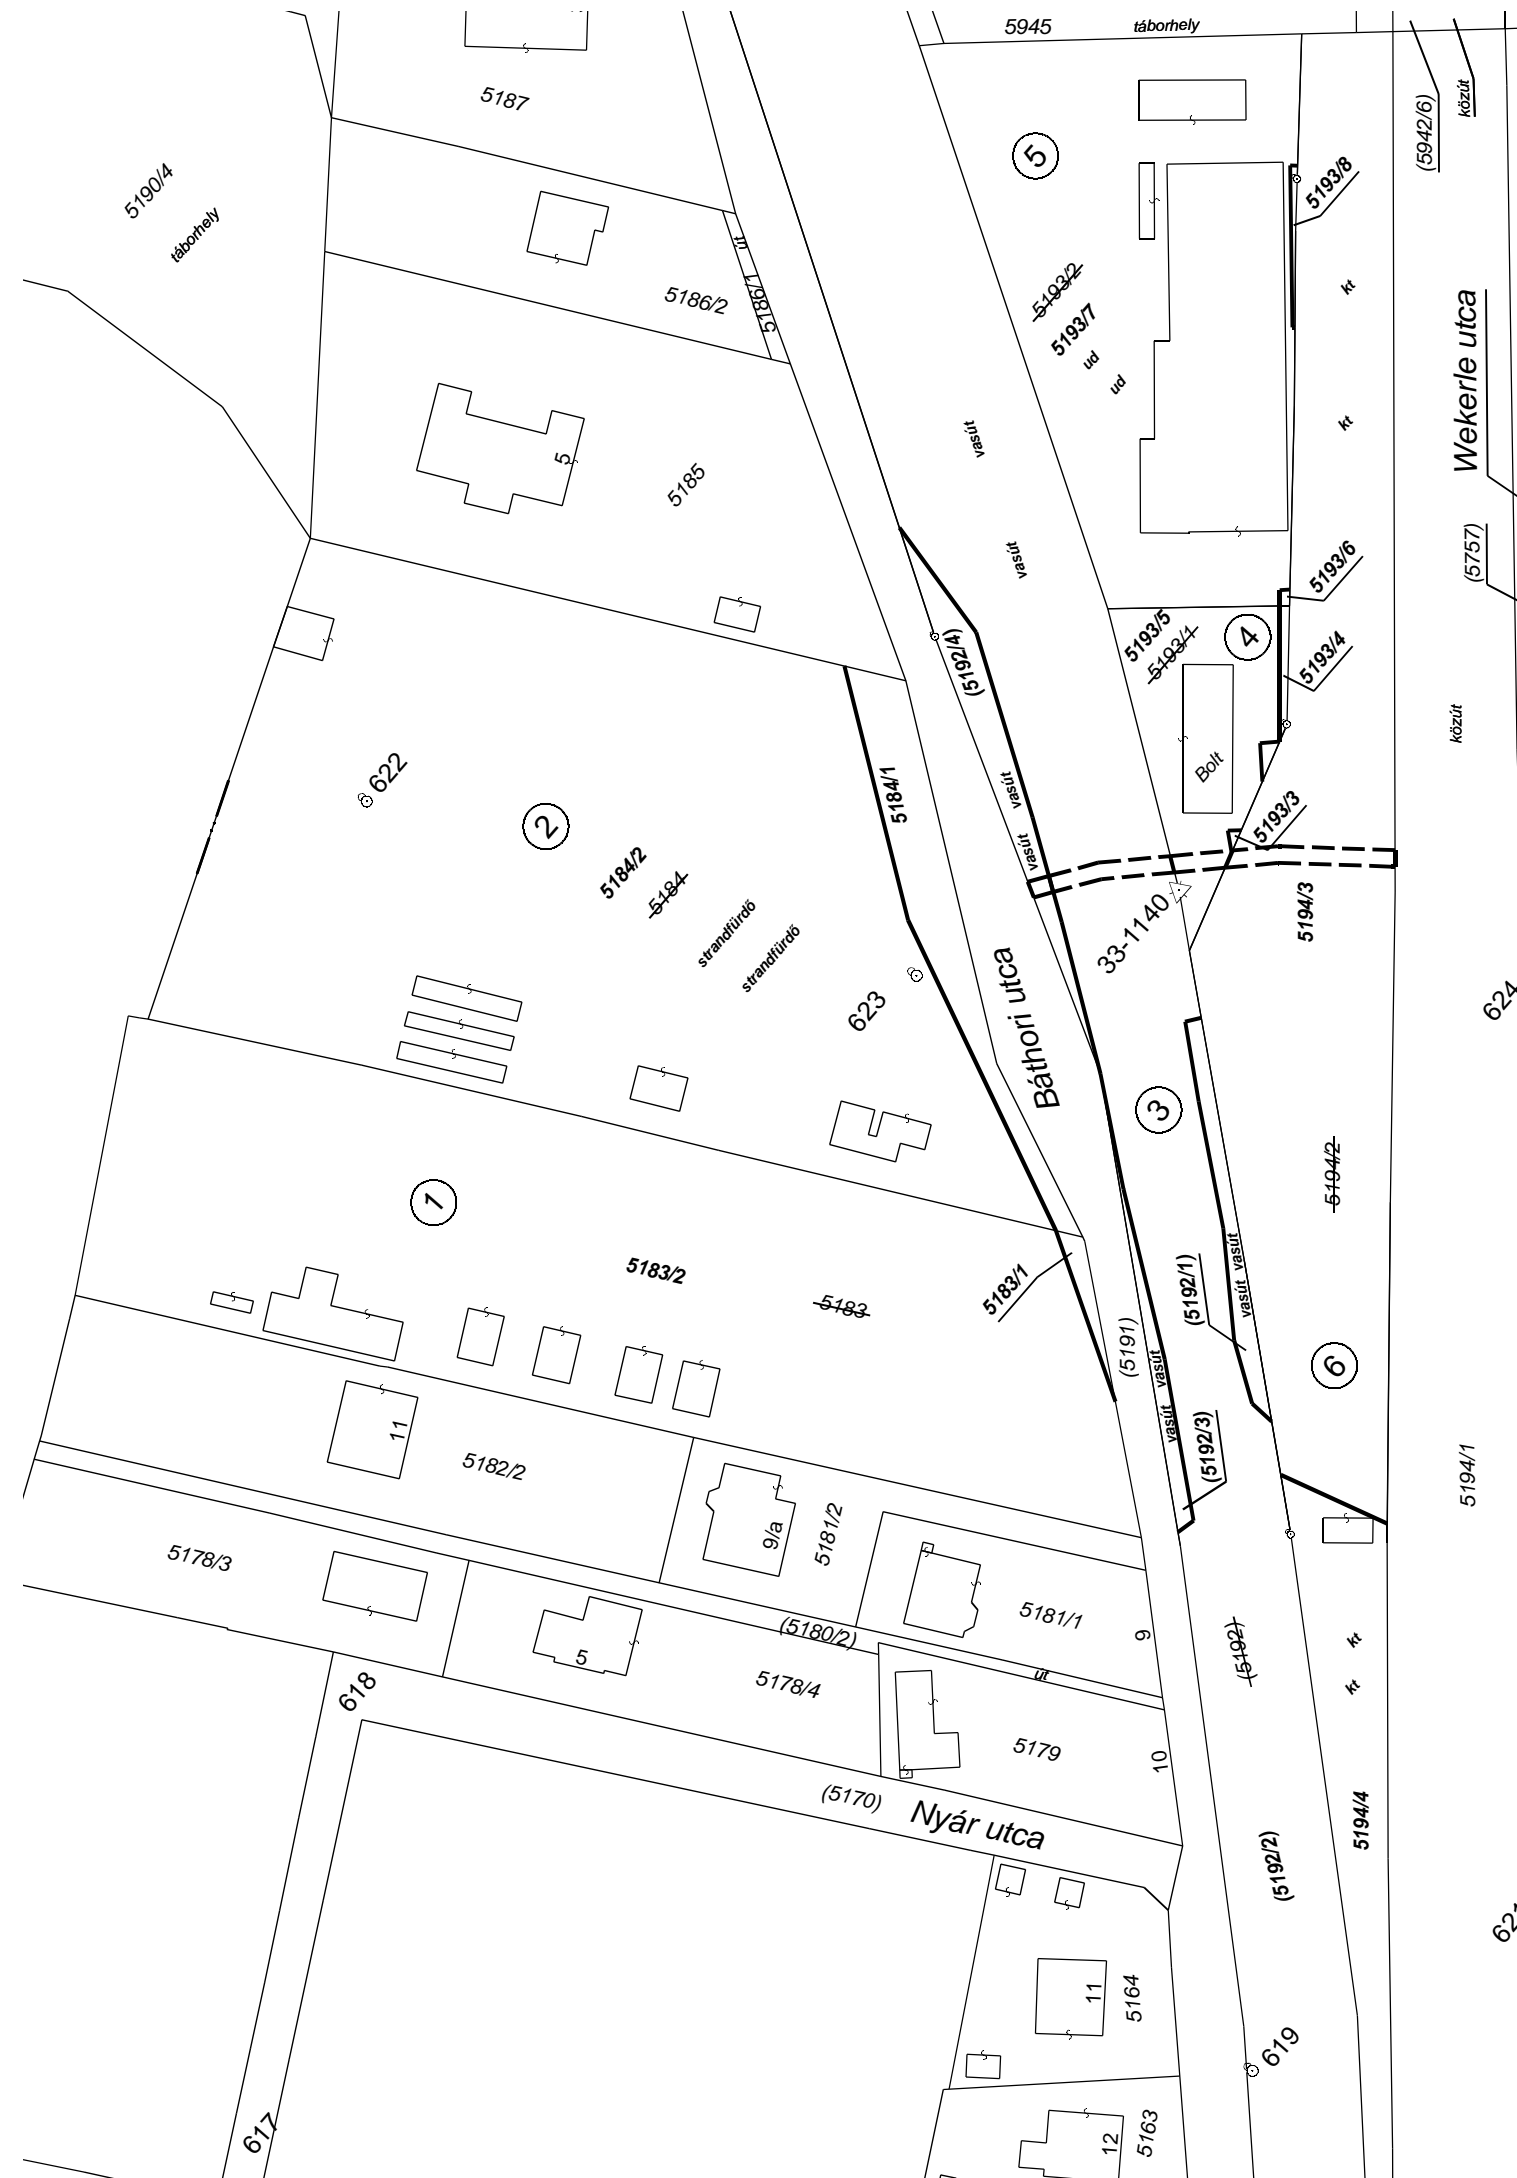 5945
táborhely
5187
(5942/6)
közút
5
5193/8
5190/4
táborhely
út
5186/2
5186/1
5193/2
5193/7
ud
ud
kt
kt
Wekerle utca
vasút
5
5185
vasút
(5757)
5193/6
5193/5
5193/1
4
5193/4
(5192/4)
közút
622
2
5184/1
Bolt
vasút
vasút
5193/3
5184/2
5184
strandfürdő
strandfürdő
33-1140
5194/3
623
Báthori utca
624
3
5194/2
1
5183/2
5183
5183/1
(5192/1)
vasút
vasút
(5191)
vasút
vasút
6
11
5182/2
(5192/3)
5194/1
9/a
5181/2
5178/3
5181/1
9
(5180/2)
5
út
(5192)
kt
kt
618
5178/4
5179
10
(5170)
Nyár utca
5194/4
(5192/2)
11
5164
619
617
12
5163